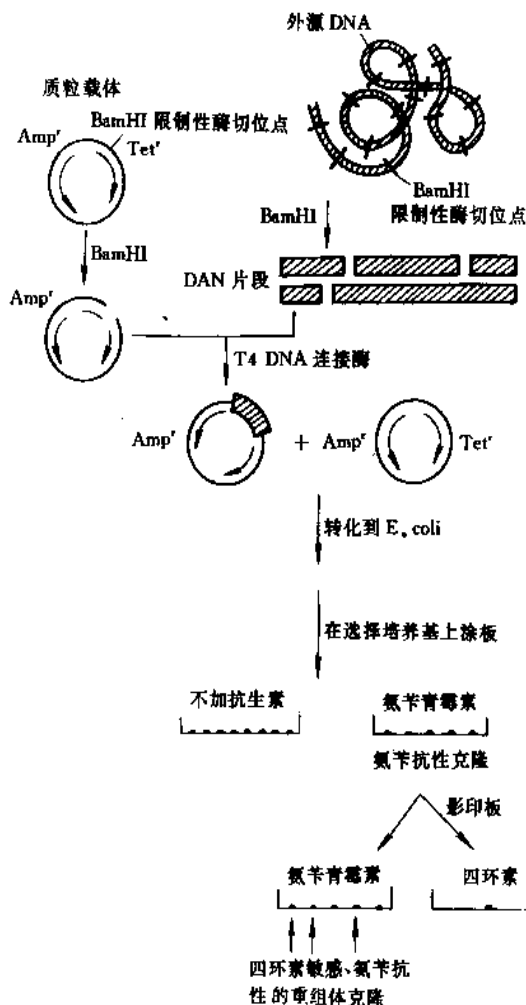 外源 DNA
质粒载体
BamHI 限制性酶切位点
Ampʳ
Tetʳ
BamHI
限制性酶切位点
BamHI
BamHI
DAN 片段
Ampʳ
T4 DNA 连接酶
Ampʳ
+
Ampʳ
Tetʳ
转化到 E. coli
在选择培养基上涂板
不加抗生素
氨苄青霉素
氨苄抗性克隆
影印板
氨苄青霉素
四环素
四环素敏感、氨苄抗
性的重组体克隆